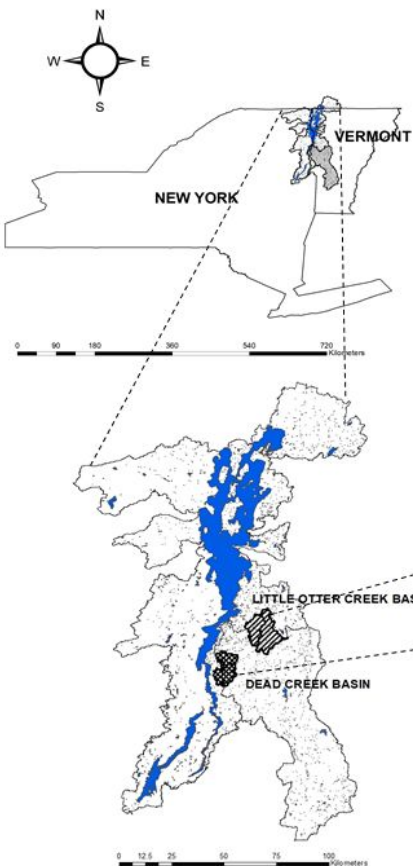 N
W E
S
VERMONT
NEW YORK
0 90 180 360 540 720
Kilometers
LITTLE OTTER CREEK BAS
DEAD CREEK BASIN
0 12.5 25 50 75 100
Kilometers